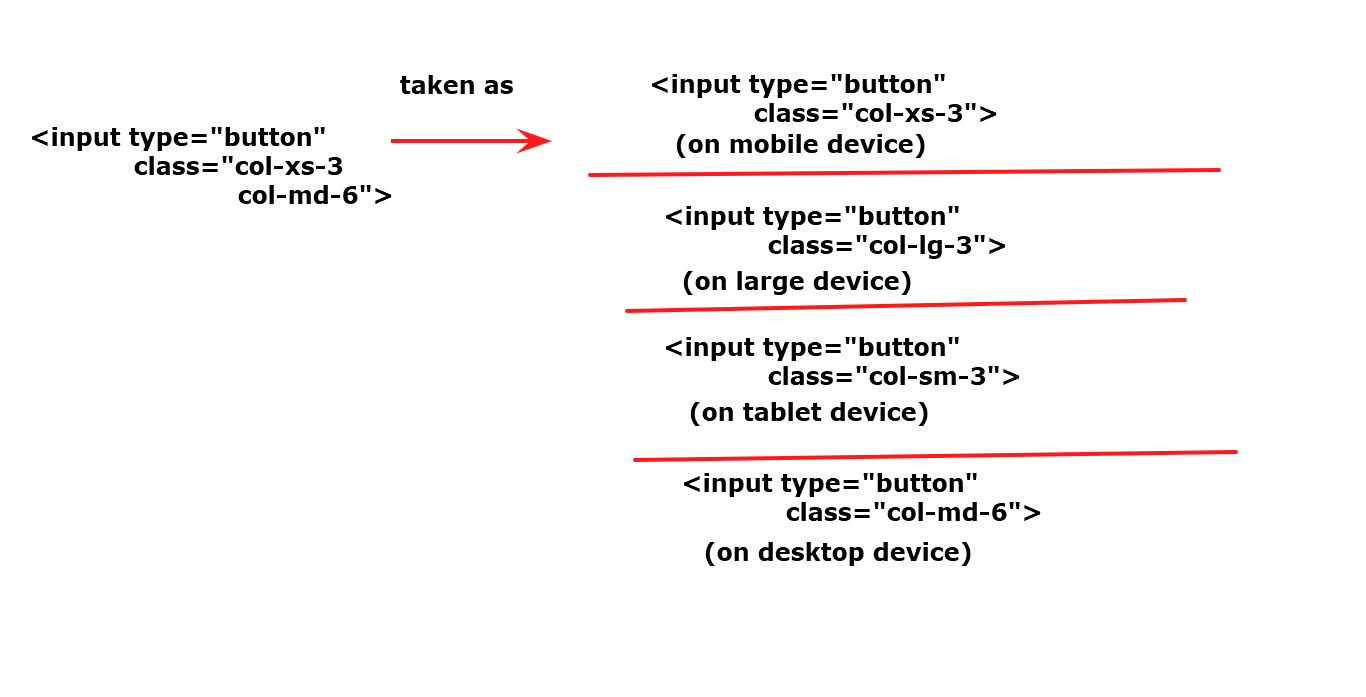 taken as
<input type="button"
class="col-xs-3
col-md-6">
<input type="button"
class="col-xs-3">
(on mobile device)
<input type="button"
class="col-lg-3">
(on large device)
<input type="button"
class="col-sm-3">
(on tablet device)
<input type="button"
class="col-md-6">
(on desktop device)